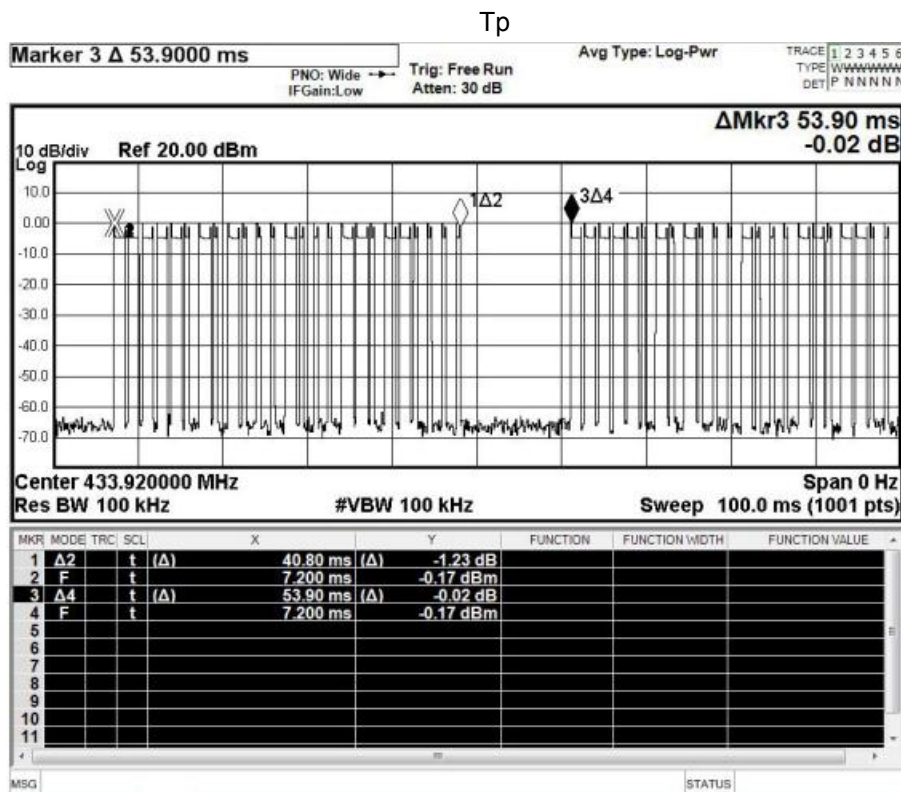 Tp
Marker 3 Δ 53.9000 ms
PNO: Wide
IFGain:Low
Trig: Free Run
Atten: 30 dB
Avg Type: Log-Pwr
TRACE 1 2 3 4 5 6
TYPE WWWWWW
DET P N N N N N
ΔMkr3 53.90 ms
-0.02 dB
10 dB/div Ref 20.00 dBm
Log
1Δ2
3Δ4
10.0
0.00
-10.0
-20.0
-30.0
-40.0
-50.0
-60.0
-70.0
Center 433.920000 MHz Span 0 Hz
Res BW 100 kHz #VBW 100 kHz Sweep 100.0 ms (1001 pts)
MKR MODE TRC SCL X Y FUNCTION FUNCTION WIDTH FUNCTION VALUE
1 Δ2 t (Δ) 40.80 ms (Δ) -1.23 dB
2 F t 7.200 ms -0.17 dBm
3 Δ4 t (Δ) 53.90 ms (Δ) -0.02 dB
4 F t 7.200 ms -0.17 dBm
5
6
7
8
9
10
11
MSG STATUS